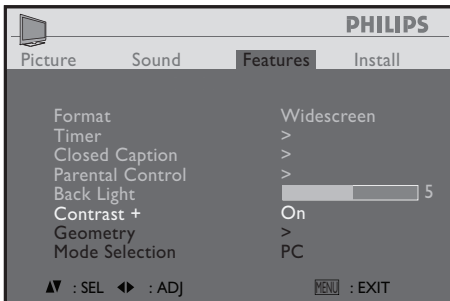 PHILIPS
Picture Sound Features Install
Format Widescreen
Timer >
Closed Caption >
Parental Control >
Back Light 5
Contrast + On
Geometry >
Mode Selection PC
: SEL : ADJ MENU : EXIT